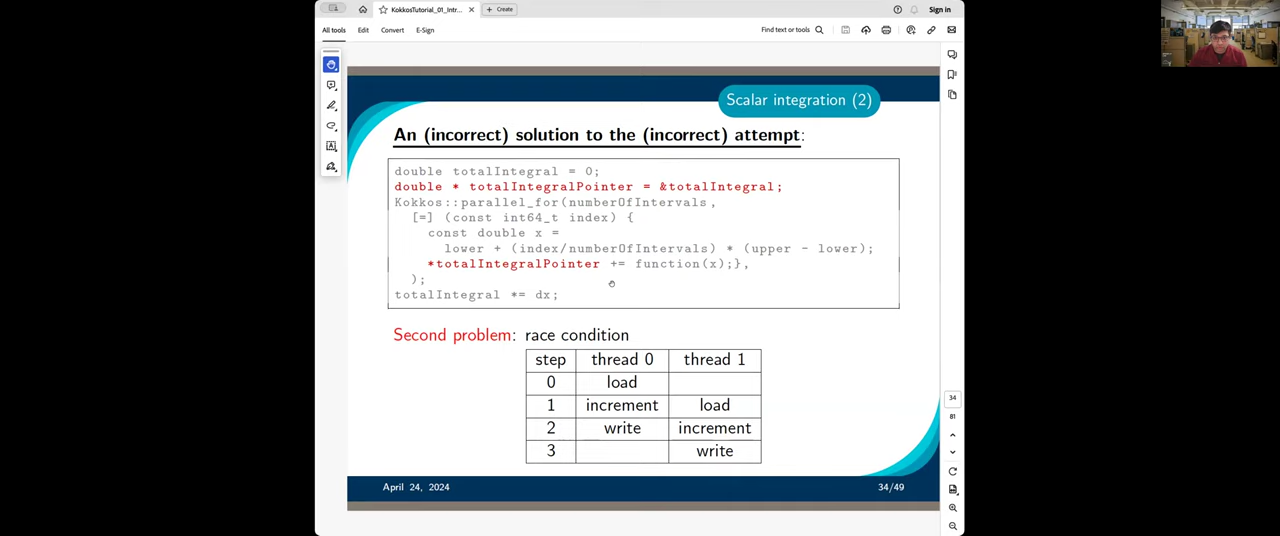 KokkosTutorial_01_Intr...
+ Create
Sign in
All tools
Edit
Convert
E-Sign
Find text or tools
Scalar integration (2)
An (incorrect) solution to the (incorrect) attempt:
double totalIntegral = 0;
double * totalIntegralPointer = &totalIntegral;
Kokkos::parallel_for(numberOfIntervals,
[=] (const int64_t index) {
const double x =
lower + (index/numberOfIntervals) * (upper - lower);
*totalIntegralPointer += function(x);},
);
totalIntegral *= dx;
Second problem: race condition
step thread 0 thread 1
0 load
1 increment load
2 write increment
3 write
34
81
April 24, 2024
34/49